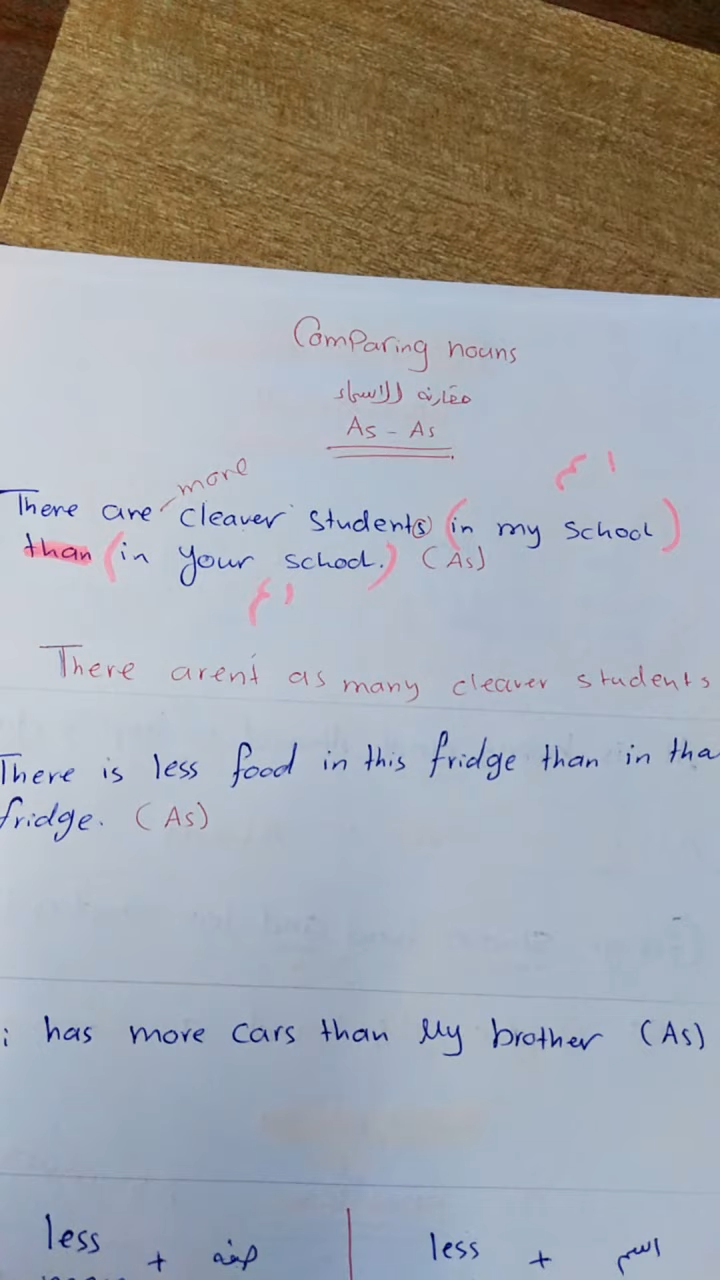 Comparing nouns
مقارنة الاسماء
As - As
more
There are cleaver students (in my school)
than (in your school.) (As)
There aren't as many cleaver students
There is less food in this fridge than in tha
fridge. (As)
i has more cars than My brother (As)
less + صفة | less + اسم